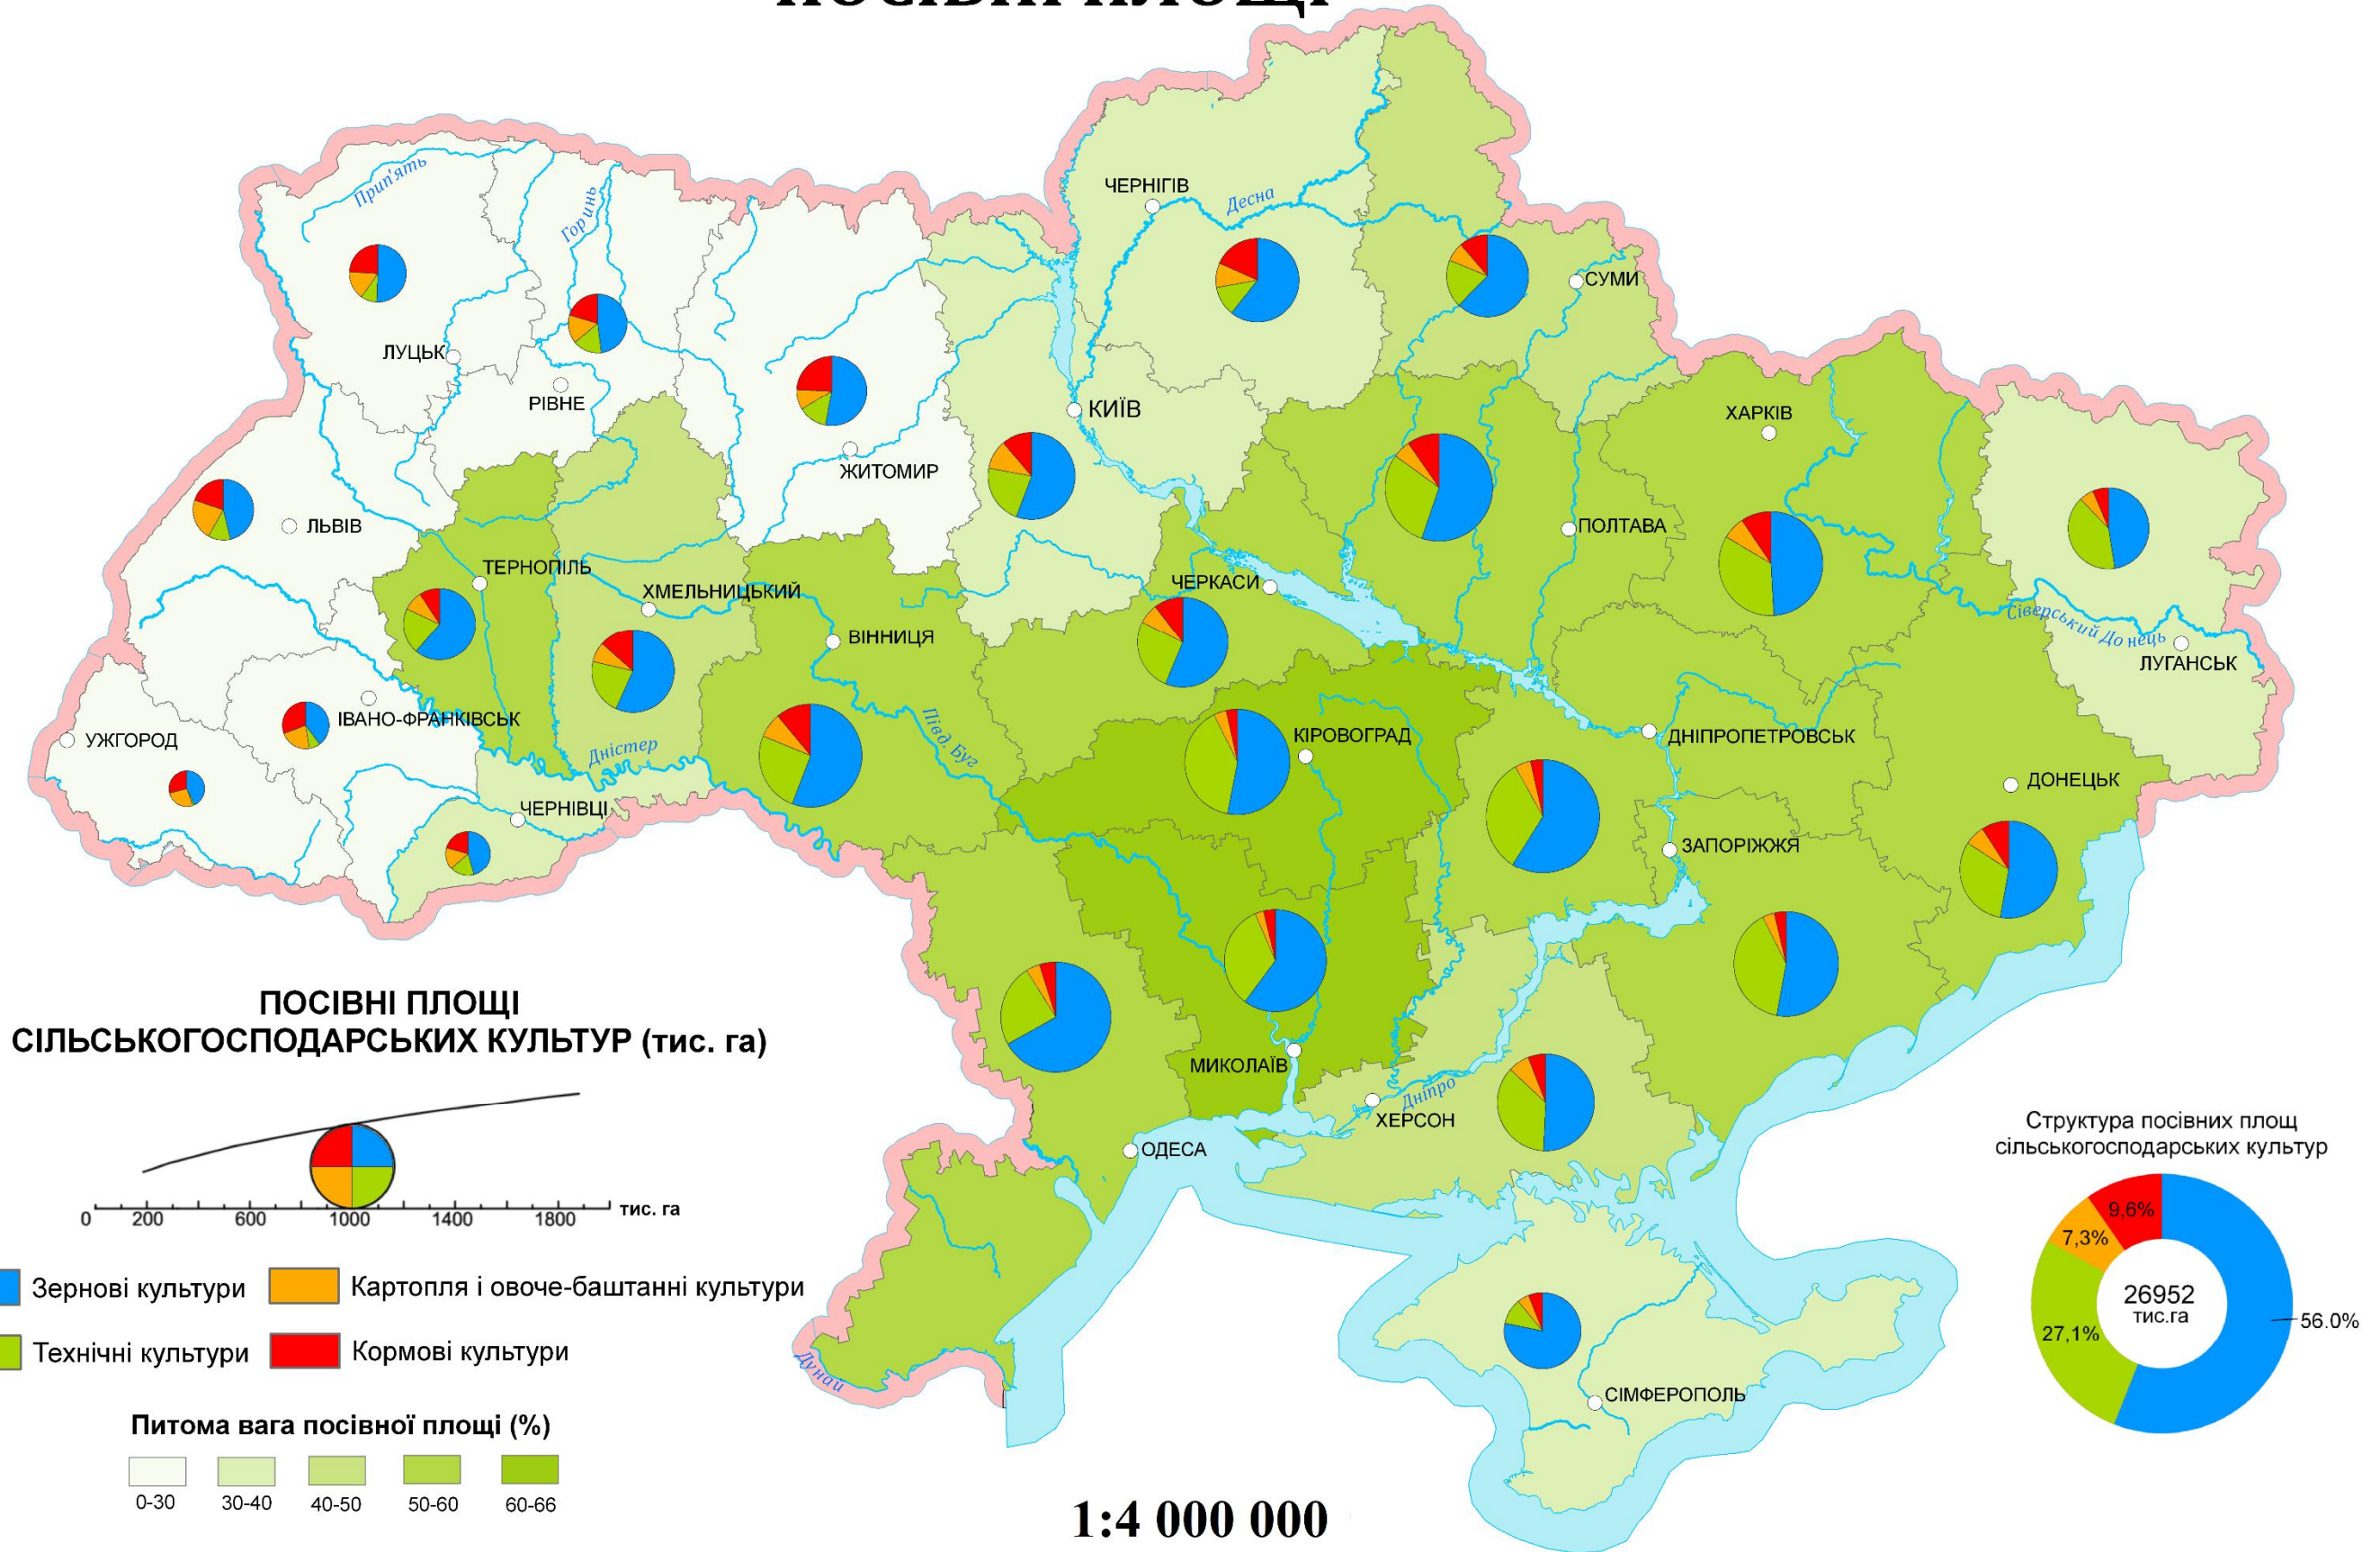 ПОСІВНІ ПЛОЩІ
Прип'ять
Горинь
ЧЕРНІГІВ
Десна
СУМИ
ЛУЦЬК
РІВНЕ
КИЇВ
ХАРКІВ
ЖИТОМИР
ЛЬВІВ
ПОЛТАВА
ТЕРНОПІЛЬ
ХМЕЛЬНИЦЬКИЙ
ЧЕРКАСИ
ВІННИЦЯ
Сіверський Донець
ЛУГАНСЬК
ІВАНО-ФРАНКІВСЬК
УЖГОРОД
Дністер
Півд. Буг
КІРОВОГРАД
ДНІПРОПЕТРОВСЬК
ДОНЕЦЬК
ЧЕРНІВЦІ
ЗАПОРІЖЖЯ
МИКОЛАЇВ
Дніпро
ХЕРСОН
ОДЕСА
Дунай
СІМФЕРОПОЛЬ
ПОСІВНІ ПЛОЩІ
СІЛЬСЬКОГОСПОДАРСЬКИХ КУЛЬТУР (тис. га)
0 200 600 1000 1400 1800 тис. га
Зернові культури
Картопля і овоче-баштанні культури
Технічні культури
Кормові культури
Питома вага посівної площі (%)
0-30 30-40 40-50 50-60 60-66
1:4 000 000
Структура посівних площ
сільськогосподарських культур
9,6%
7,3%
27,1%
56.0%
26952
тис.га